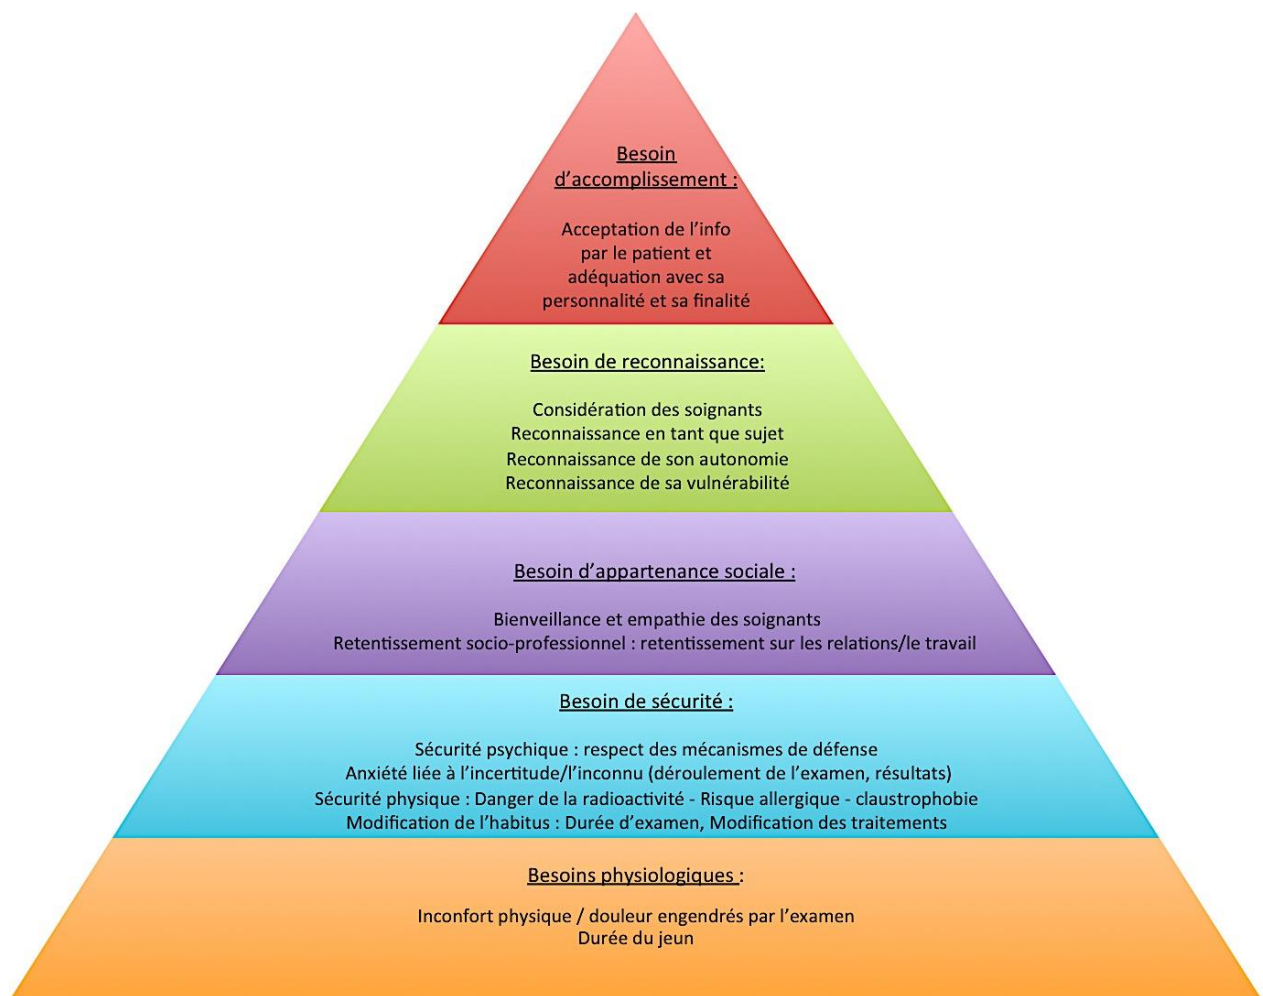 Besoin
d'accomplissement :
Acceptation de l'info
par le patient et
adéquation avec sa
personnalité et sa finalité
Besoin de reconnaissance:
Considération des soignants
Reconnaissance en tant que sujet
Reconnaissance de son autonomie
Reconnaissance de sa vulnérabilité
Besoin d'appartenance sociale :
Bienveillance et empathie des soignants
Retentissement socio-professionnel : retentissement sur les relations/le travail
Besoin de sécurité :
Sécurité psychique : respect des mécanismes de défense
Anxiété liée à l'incertitude/l'inconnu (déroulement de l'examen, résultats)
Sécurité physique : Danger de la radioactivité - Risque allergique - claustrophobie
Modification de l'habitus : Durée d'examen, Modification des traitements
Besoins physiologiques :
Inconfort physique / douleur engendrés par l'examen
Durée du jeun